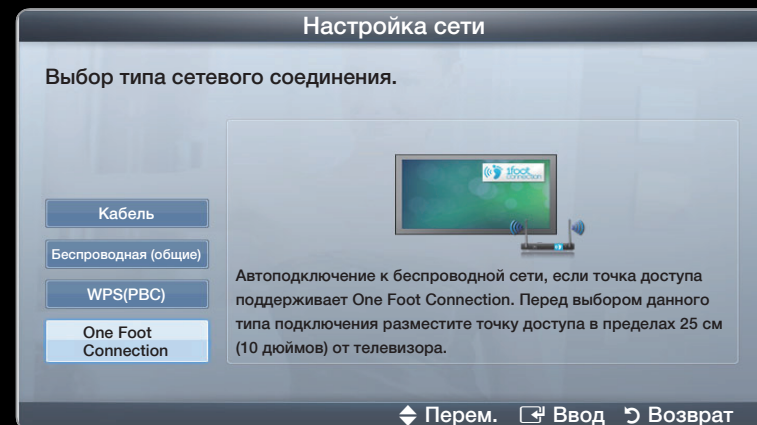 Настройка сети
Выбор типа сетевого соединения.
1foot
connection
Кабель
Беспроводная (общие)
WPS(PBC)
One Foot
Connection
Автоподключение к беспроводной сети, если точка доступа
поддерживает One Foot Connection. Перед выбором данного
типа подключения разместите точку доступа в пределах 25 см
(10 дюймов) от телевизора.
Перем. Ввод Возврат